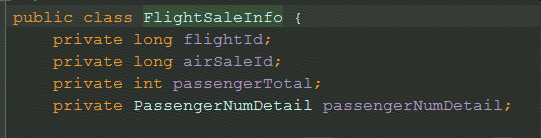 public class FlightSaleInfo {
private long flightId;
private long airSaleId;
private int passengerTotal;
private PassengerNumDetail passengerNumDetail;